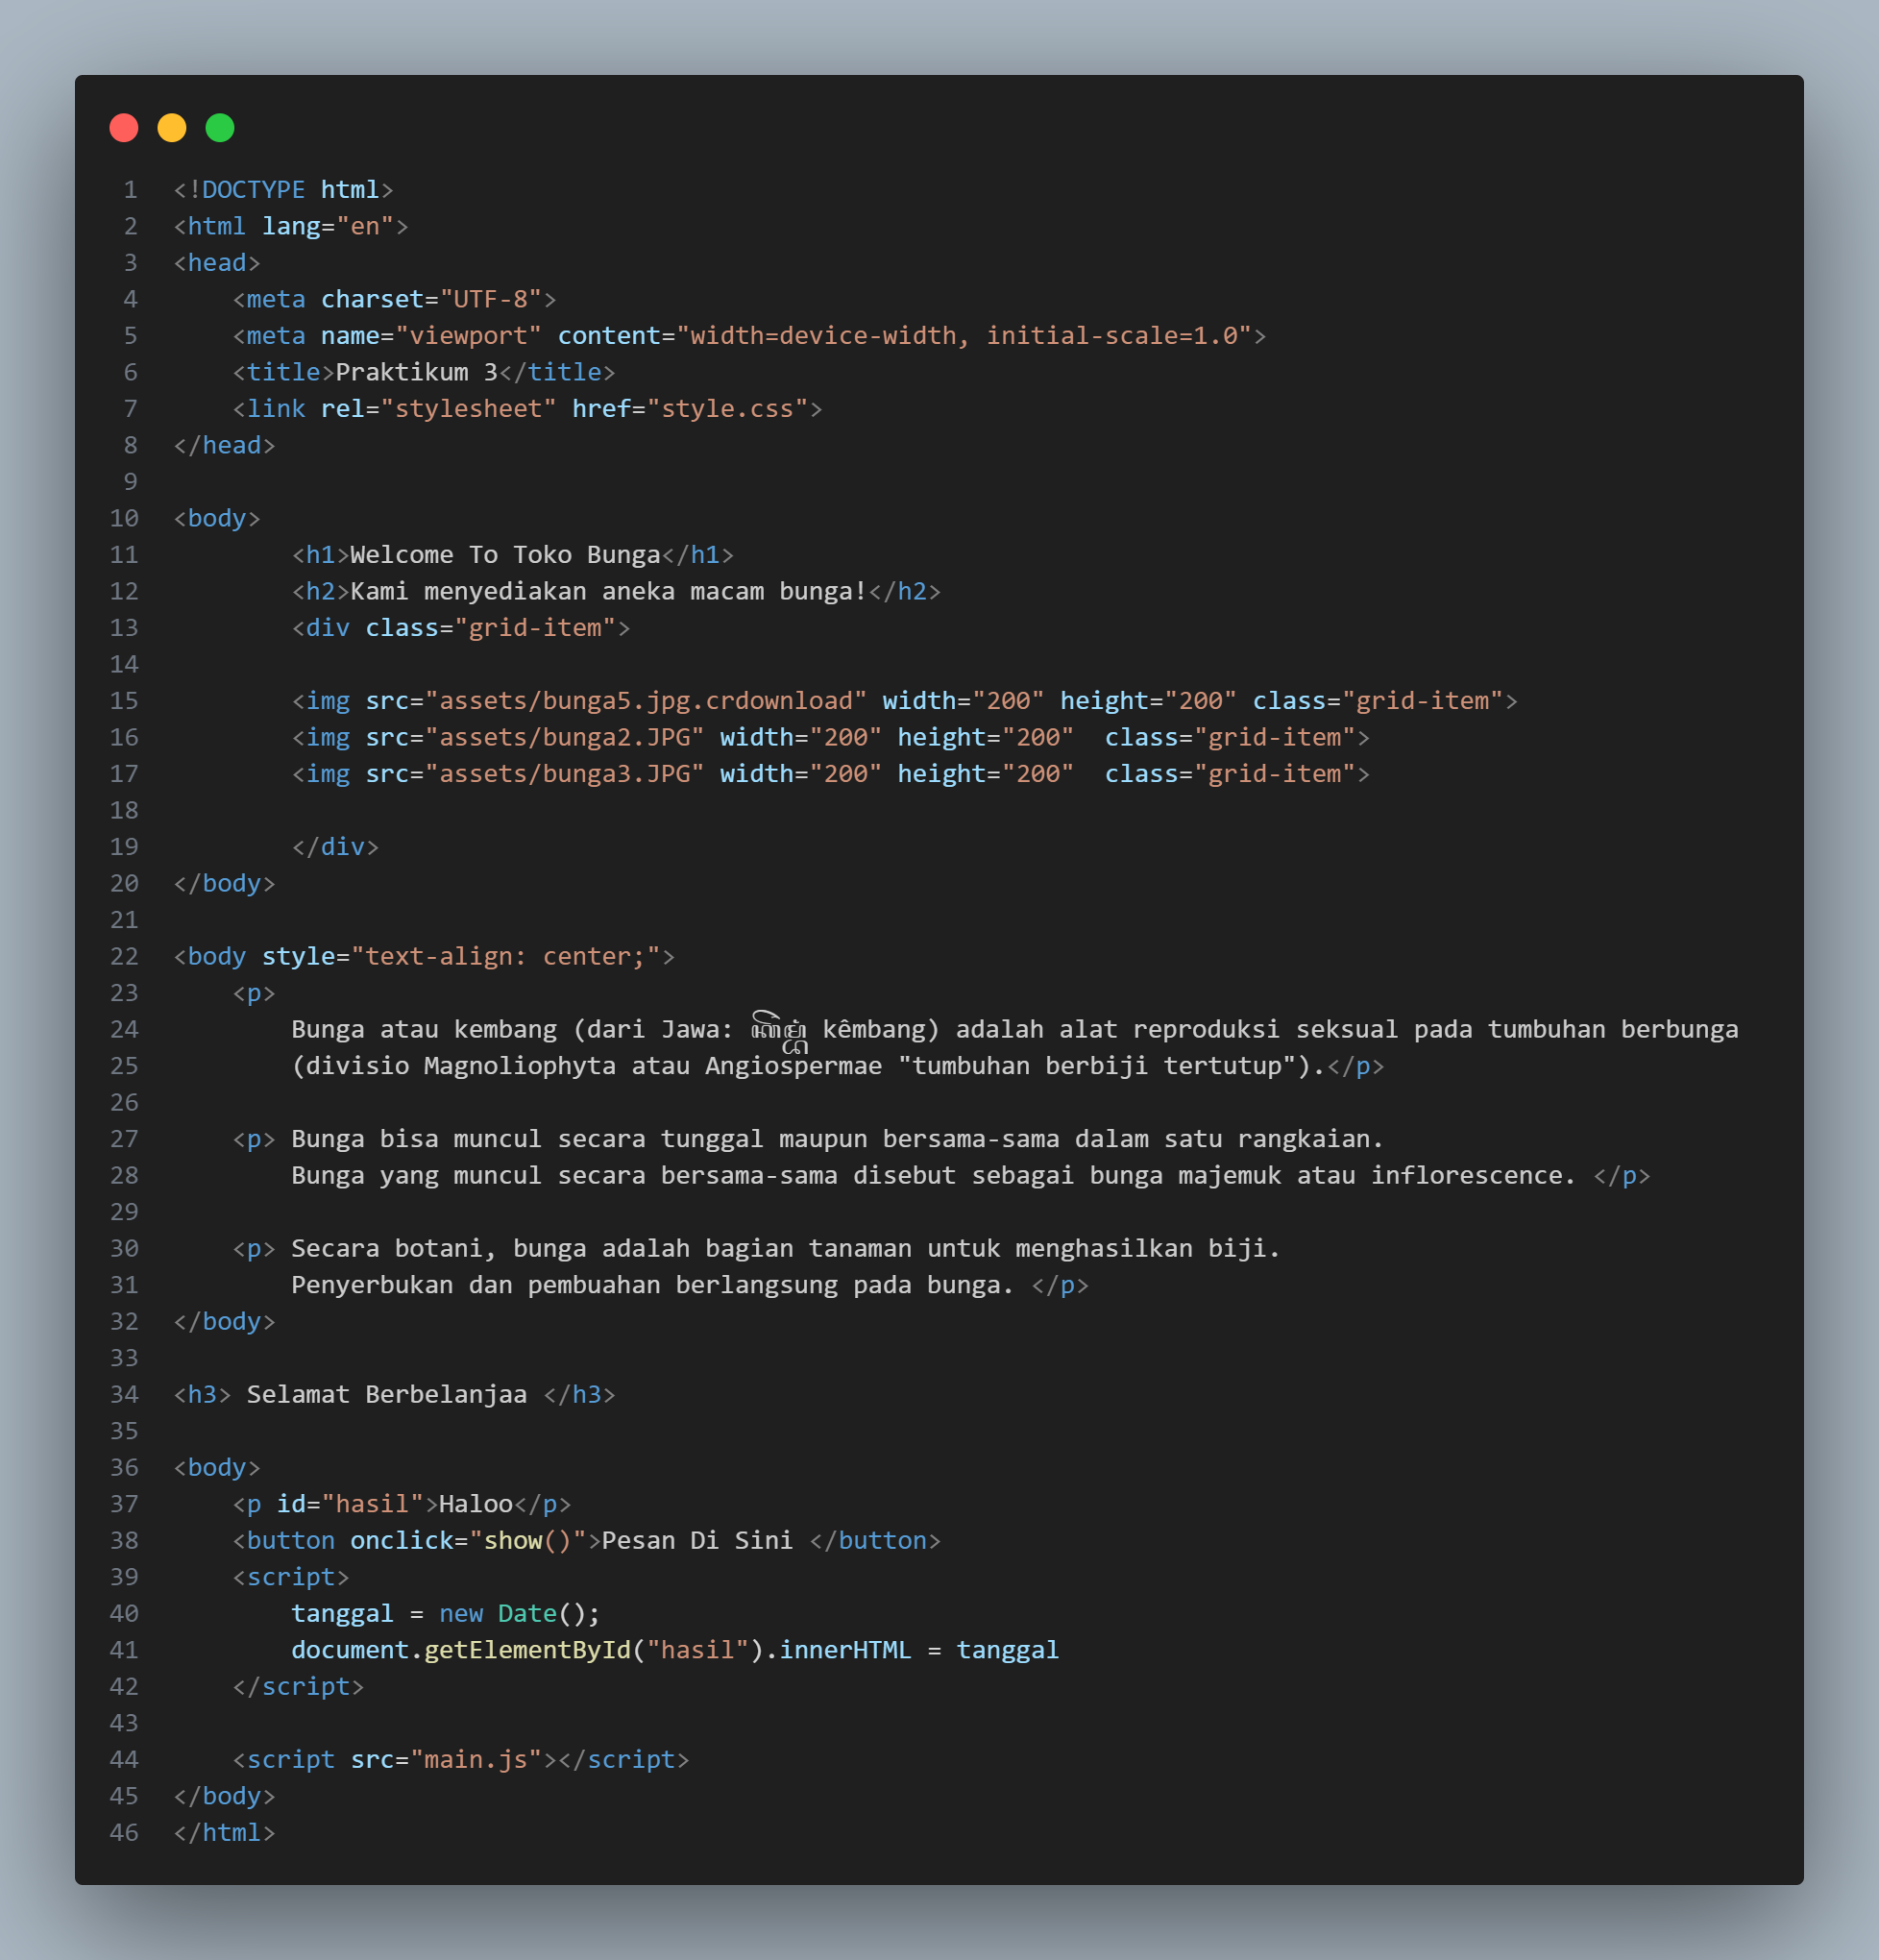 1 <!DOCTYPE html>
2 <html lang="en">
3 <head>
4     <meta charset="UTF-8">
5     <meta name="viewport" content="width=device-width, initial-scale=1.0">
6     <title>Praktikum 3</title>
7     <link rel="stylesheet" href="style.css">
8 </head>
9
10 <body>
11         <h1>Welcome To Toko Bunga</h1>
12         <h2>Kami menyediakan aneka macam bunga!</h2>
13         <div class="grid-item">
14
15         <img src="assets/bunga5.jpg.crdownload" width="200" height="200" class="grid-item">
16         <img src="assets/bunga2.JPG" width="200" height="200"  class="grid-item">
17         <img src="assets/bunga3.JPG" width="200" height="200"  class="grid-item">
18
19         </div>
20 </body>
21
22 <body style="text-align: center;">
23     <p>
24         Bunga atau kembang (dari Jawa: kêmbang) adalah alat reproduksi seksual pada tumbuhan berbunga
25         (divisio Magnoliophyta atau Angiospermae "tumbuhan berbiji tertutup").</p>
26
27     <p> Bunga bisa muncul secara tunggal maupun bersama-sama dalam satu rangkaian.
28         Bunga yang muncul secara bersama-sama disebut sebagai bunga majemuk atau inflorescence. </p>
29
30     <p> Secara botani, bunga adalah bagian tanaman untuk menghasilkan biji.
31         Penyerbukan dan pembuahan berlangsung pada bunga. </p>
32 </body>
33
34 <h3> Selamat Berbelanjaa </h3>
35
36 <body>
37     <p id="hasil">Haloo</p>
38     <button onclick="show()">Pesan Di Sini </button>
39     <script>
40         tanggal = new Date();
41         document.getElementById("hasil").innerHTML = tanggal
42     </script>
43
44     <script src="main.js"></script>
45 </body>
46 </html>